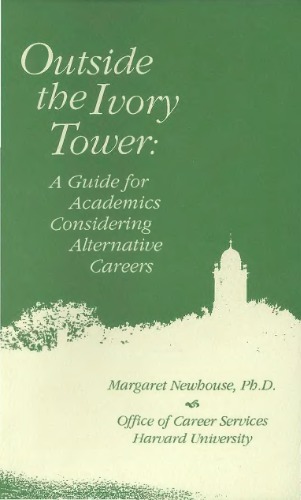 Outside
the Ivory
Tower:
A Guide for
Academics
Considering
Alternative
Careers
Margaret Newhouse, Ph.D.
Office of Career Services
Harvard University